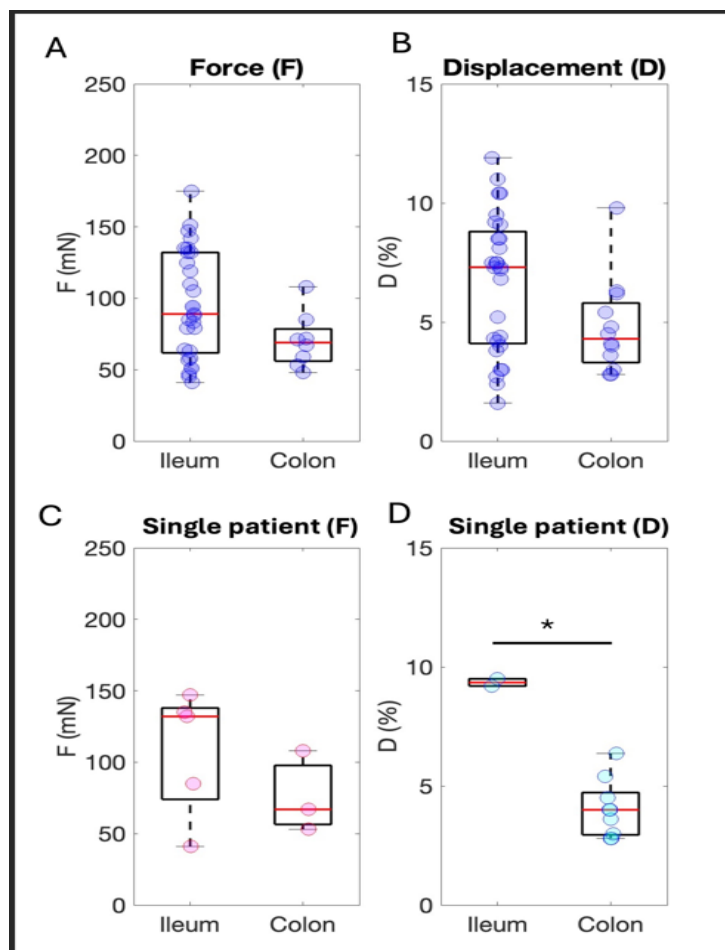 A
Force (F)
250
200
150
100
50
0
F (mN)
Ileum
Colon
B
Displacement (D)
15
10
5
0
D (%)
Ileum
Colon
C
Single patient (F)
250
200
150
100
50
0
F (mN)
Ileum
Colon
D
Single patient (D)
15
10
5
0
D (%)
*
Ileum
Colon